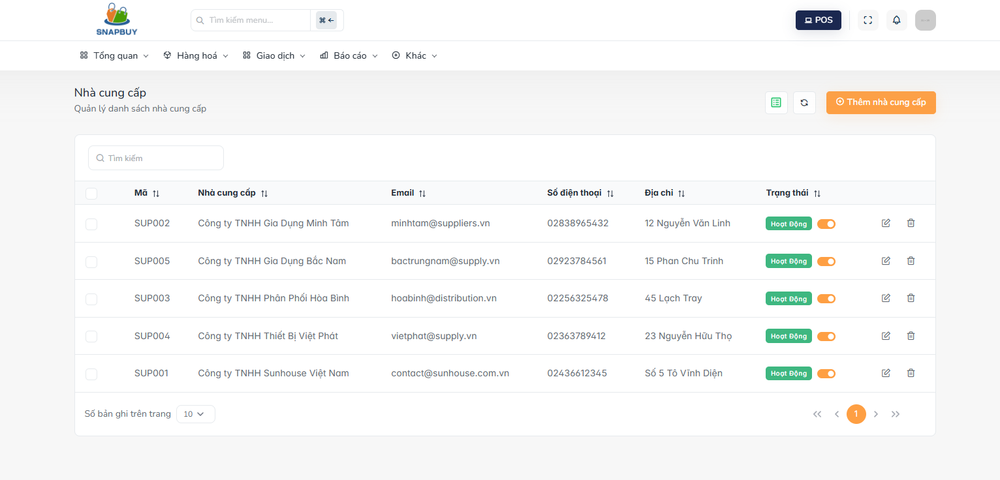 SNAPBUY
Tìm kiếm menu...
⌘ ←
POS
Tổng quan Hàng hoá Giao dịch Báo cáo Khác
Nhà cung cấp
Quản lý danh sách nhà cung cấp
Thêm nhà cung cấp
Tìm kiếm
Mã Nhà cung cấp Email Số điện thoại Địa chỉ Trạng thái
SUP002 Công ty TNHH Gia Dụng Minh Tâm minhtam@suppliers.vn 02838965432 12 Nguyễn Văn Linh Hoạt Động
SUP005 Công ty TNHH Gia Dụng Bắc Nam bactrungnam@supply.vn 02923784561 15 Phan Chu Trinh Hoạt Động
SUP003 Công ty TNHH Phân Phối Hòa Bình hoabinh@distribution.vn 02256325478 45 Lạch Tray Hoạt Động
SUP004 Công ty TNHH Thiết Bị Việt Phát vietphat@supply.vn 02363789412 23 Nguyễn Hữu Thọ Hoạt Động
SUP001 Công ty TNHH Sunhouse Việt Nam contact@sunhouse.com.vn 02436612345 Số 5 Tô Vĩnh Diện Hoạt Động
Số bản ghi trên trang 10 1